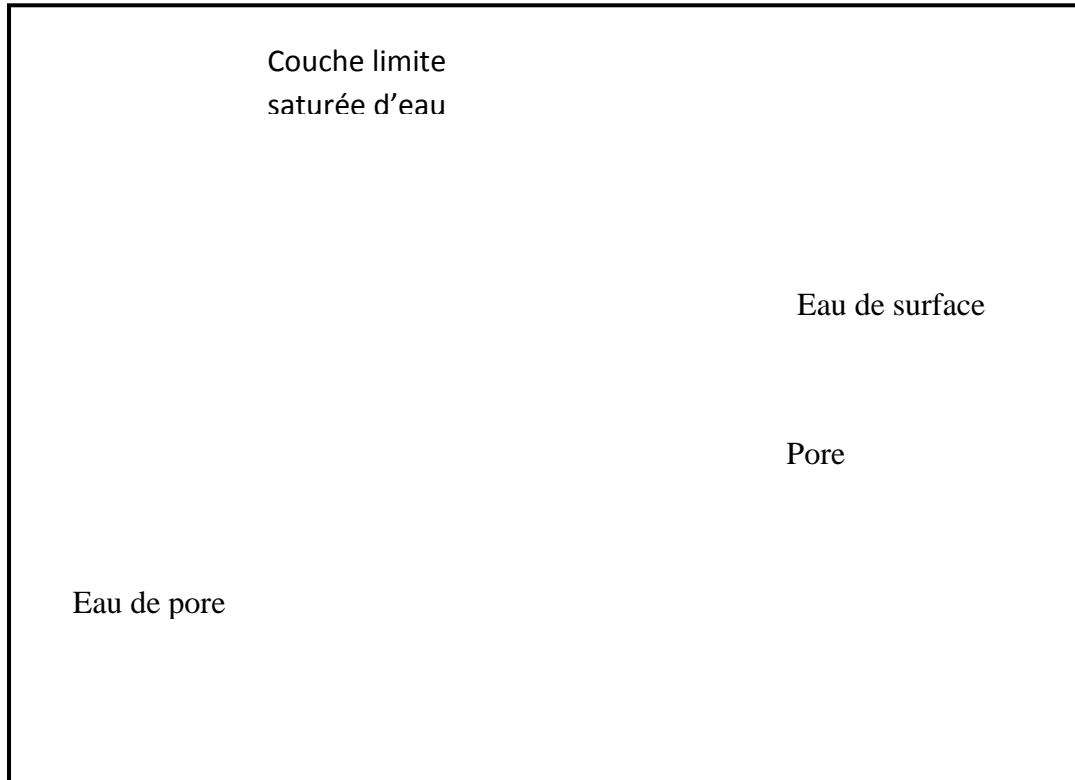 Couche limite
saturée d'eau
Eau de surface
Pore
Eau de pore